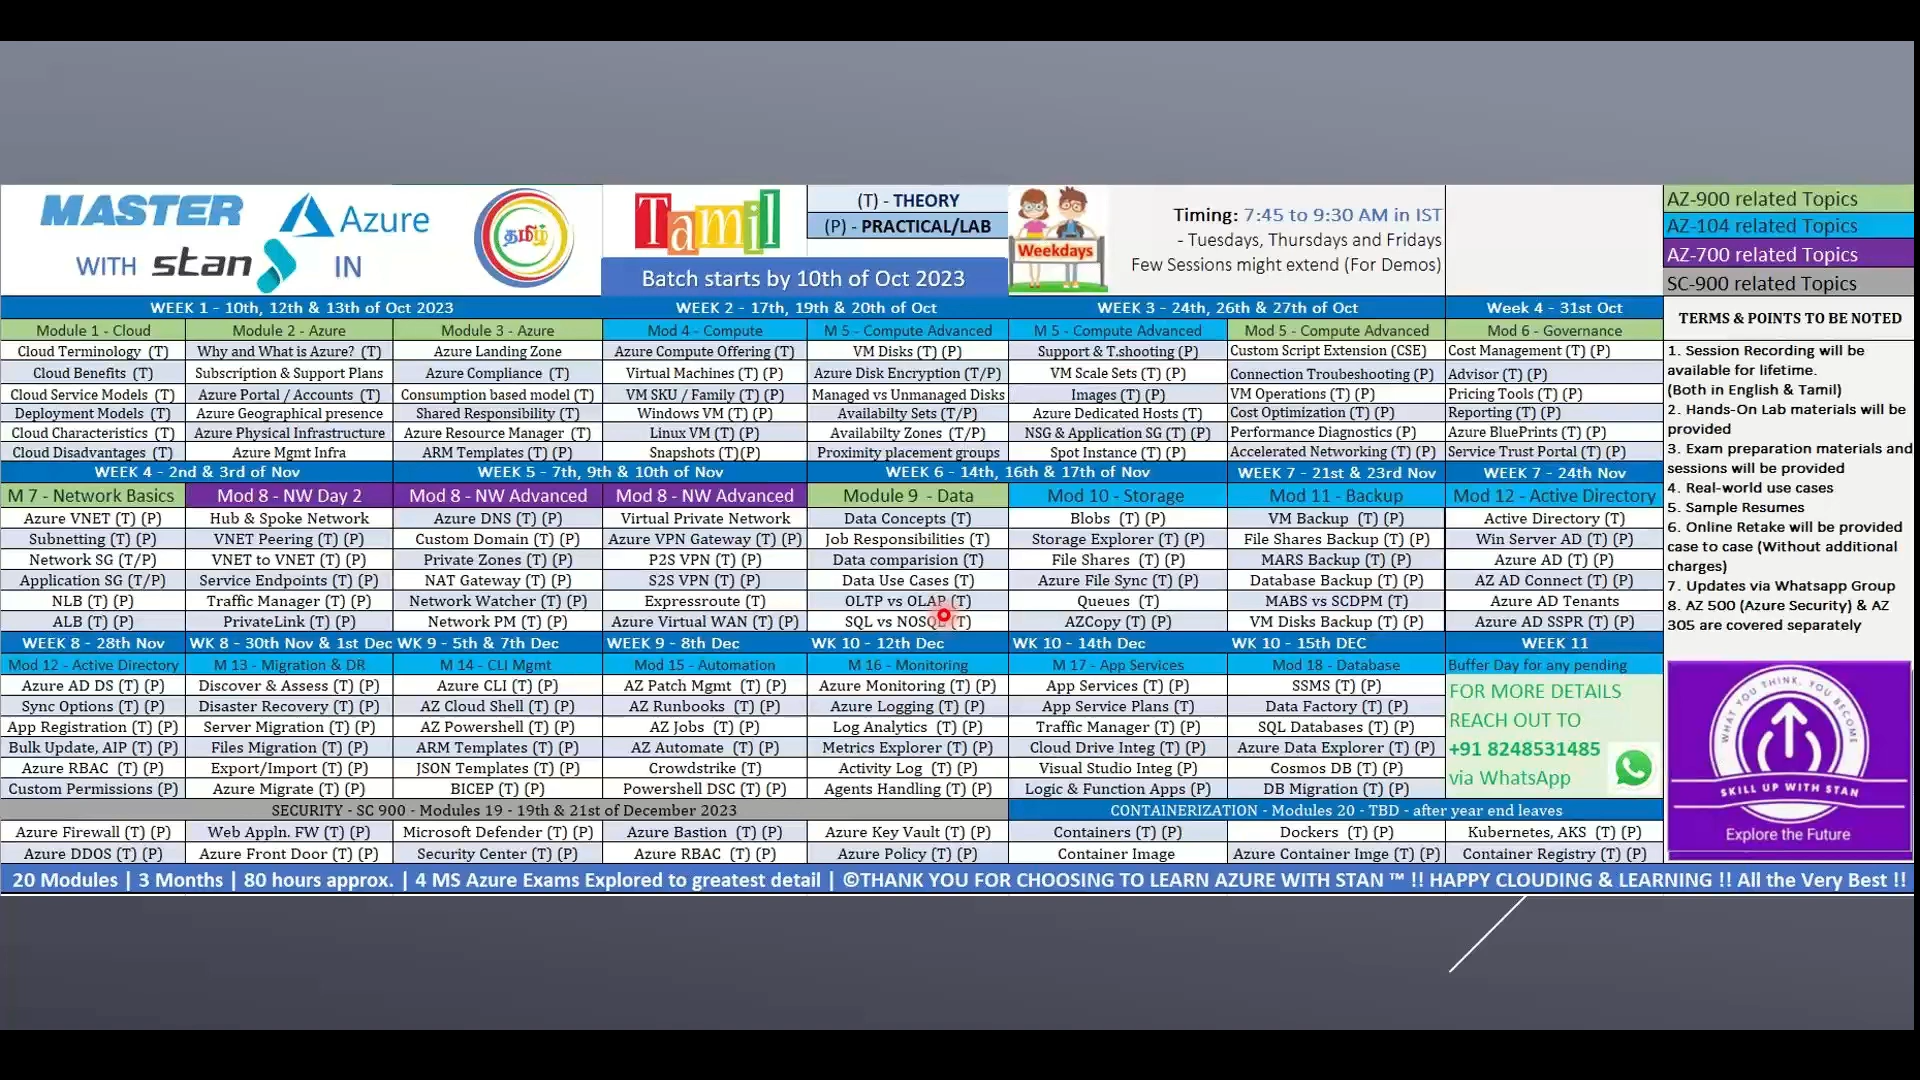 MASTER
Azure
WITH stan IN
தமிழ்
Tamil
Batch starts by 10th of Oct 2023
(T) - THEORY
(P) - PRACTICAL/LAB
Weekdays
Timing: 7:45 to 9:30 AM in IST
- Tuesdays, Thursdays and Fridays
Few Sessions might extend (For Demos)
AZ-900 related Topics
AZ-104 related Topics
AZ-700 related Topics
SC-900 related Topics
WEEK 1 - 10th, 12th & 13th of Oct 2023 WEEK 2 - 17th, 19th & 20th of Oct WEEK 3 - 24th, 26th & 27th of Oct Week 4 - 31st Oct
Module 1 - Cloud Module 2 - Azure Module 3 - Azure Mod 4 - Compute M 5 - Compute Advanced M 5 - Compute Advanced Mod 5 - Compute Advanced Mod 6 - Governance
Cloud Terminology (T) Why and What is Azure? (T) Azure Landing Zone Azure Compute Offering (T) VM Disks (T) (P) Support & T.shooting (P) Custom Script Extension (CSE) Cost Management (T) (P)
Cloud Benefits (T) Subscription & Support Plans Azure Compliance (T) Virtual Machines (T) (P) Azure Disk Encryption (T/P) VM Scale Sets (T) (P) Connection Troubeshooting (P) Advisor (T) (P)
Cloud Service Models (T) Azure Portal / Accounts (T) Consumption based model (T) VM SKU / Family (T) (P) Managed vs Unmanaged Disks Images (T) (P) VM Operations (T) (P) Pricing Tools (T) (P)
Deployment Models (T) Azure Geographical presence Shared Responsibility (T) Windows VM (T) (P) Availabilty Sets (T/P) Azure Dedicated Hosts (T) Cost Optimization (T) (P) Reporting (T) (P)
Cloud Characteristics (T) Azure Physical Infrastructure Azure Resource Manager (T) Linux VM (T) (P) Availabilty Zones (T/P) NSG & Application SG (T) (P) Performance Diagnostics (P) Azure BluePrints (T) (P)
Cloud Disadvantages (T) Azure Mgmt Infra ARM Templates (T) (P) Snapshots (T)(P) Proximity placement groups Spot Instance (T) (P) Accelerated Networking (T) (P) Service Trust Portal (T) (P)
WEEK 4 - 2nd & 3rd of Nov WEEK 5 - 7th, 9th & 10th of Nov WEEK 6 - 14th, 16th & 17th of Nov WEEK 7 - 21st & 23rd Nov WEEK 7 - 24th Nov
M 7 - Network Basics Mod 8 - NW Day 2 Mod 8 - NW Advanced Mod 8 - NW Advanced Module 9 - Data Mod 10 - Storage Mod 11 - Backup Mod 12 - Active Directory
Azure VNET (T) (P) Hub & Spoke Network Azure DNS (T) (P) Virtual Private Network Data Concepts (T) Blobs (T) (P) VM Backup (T) (P) Active Directory (T)
Subnetting (T) (P) VNET Peering (T) (P) Custom Domain (T) (P) Azure VPN Gateway (T) (P) Job Responsibilities (T) Storage Explorer (T) (P) File Shares Backup (T) (P) Win Server AD (T) (P)
Network SG (T/P) VNET to VNET (T) (P) Private Zones (T) (P) P2S VPN (T) (P) Data comparision (T) File Shares (T) (P) MARS Backup (T) (P) Azure AD (T) (P)
Application SG (T/P) Service Endpoints (T) (P) NAT Gateway (T) (P) S2S VPN (T) (P) Data Use Cases (T) Azure File Sync (T) (P) Database Backup (T) (P) AZ AD Connect (T) (P)
NLB (T) (P) Traffic Manager (T) (P) Network Watcher (T) (P) Expressroute (T) OLTP vs OLAP (T) Queues (T) MABS vs SCDPM (T) Azure AD Tenants
ALB (T) (P) PrivateLink (T) (P) Network PM (T) (P) Azure Virtual WAN (T) (P) SQL vs NOSQL (T) AZCopy (T) (P) VM Disks Backup (T) (P) Azure AD SSPR (T) (P)
WEEK 8 - 28th Nov WK 8 - 30th Nov & 1st Dec WK 9 - 5th & 7th Dec WEEK 9 - 8th Dec WK 10 - 12th Dec WK 10 - 14th Dec WK 10 - 15th DEC WEEK 11
Mod 12 - Active Directory M 13 - Migration & DR M 14 - CLI Mgmt Mod 15 - Automation M 16 - Monitoring M 17 - App Services Mod 18 - Database Buffer Day for any pending
Azure AD DS (T) (P) Discover & Assess (T) (P) Azure CLI (T) (P) AZ Patch Mgmt (T) (P) Azure Monitoring (T) (P) App Services (T) (P) SSMS (T) (P)
Sync Options (T) (P) Disaster Recovery (T) (P) AZ Cloud Shell (T) (P) AZ Runbooks (T) (P) Azure Logging (T) (P) App Service Plans (T) Data Factory (T) (P)
App Registration (T) (P) Server Migration (T) (P) AZ Powershell (T) (P) AZ Jobs (T) (P) Log Analytics (T) (P) Traffic Manager (T) (P) SQL Databases (T) (P)
Bulk Update, AIP (T) (P) Files Migration (T) (P) ARM Templates (T) (P) AZ Automate (T) (P) Metrics Explorer (T) (P) Cloud Drive Integ (T) (P) Azure Data Explorer (T) (P)
Azure RBAC (T) (P) Export/Import (T) (P) JSON Templates (T) (P) Crowdstrike (T) Activity Log (T) (P) Visual Studio Integ (P) Cosmos DB (T) (P)
Custom Permissions (P) Azure Migrate (T) (P) BICEP (T) (P) Powershell DSC (T) (P) Agents Handling (T) (P) Logic & Function Apps (P) DB Migration (T) (P)
FOR MORE DETAILS
REACH OUT TO
+91 8248531485
via WhatsApp
SECURITY - SC 900 - Modules 19 - 19th & 21st of December 2023 CONTAINERIZATION - Modules 20 - TBD - after year end leaves
Azure Firewall (T) (P) Web Appln. FW (T) (P) Microsoft Defender (T) (P) Azure Bastion (T) (P) Azure Key Vault (T) (P) Containers (T) (P) Dockers (T) (P) Kubernetes, AKS (T) (P)
Azure DDOS (T) (P) Azure Front Door (T) (P) Security Center (T) (P) Azure RBAC (T) (P) Azure Policy (T) (P) Container Image Azure Container Imge (T) (P) Container Registry (T) (P)
TERMS & POINTS TO BE NOTED
1. Session Recording will be
available for lifetime.
(Both in English & Tamil)
2. Hands-On Lab materials will be
provided
3. Exam preparation materials and
sessions will be provided
4. Real-world use cases
5. Sample Resumes
6. Online Retake will be provided
case to case (Without additional
charges)
7. Updates via Whatsapp Group
8. AZ 500 (Azure Security) & AZ
305 are covered separately
WHAT YOU THINK, YOU BECOME
SKILL UP WITH STAN
Explore the Future
20 Modules | 3 Months | 80 hours approx. | 4 MS Azure Exams Explored to greatest detail | ©THANK YOU FOR CHOOSING TO LEARN AZURE WITH STAN ™ !! HAPPY CLOUDING & LEARNING !! All the Very Best !!